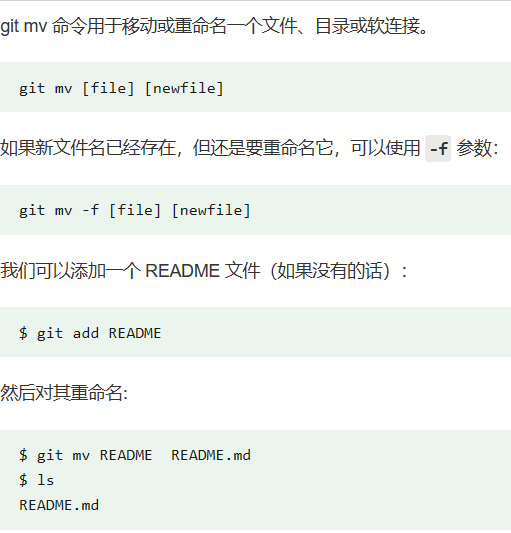 git mv 命令用于移动或重命名一个文件、目录或软连接。
git mv [file] [newfile]
如果新文件名已经存在，但还是要重命名它，可以使用 -f 参数：
git mv -f [file] [newfile]
我们可以添加一个 README 文件（如果没有的话）：
$ git add README
然后对其重命名:
$ git mv README  README.md
$ ls
README.md